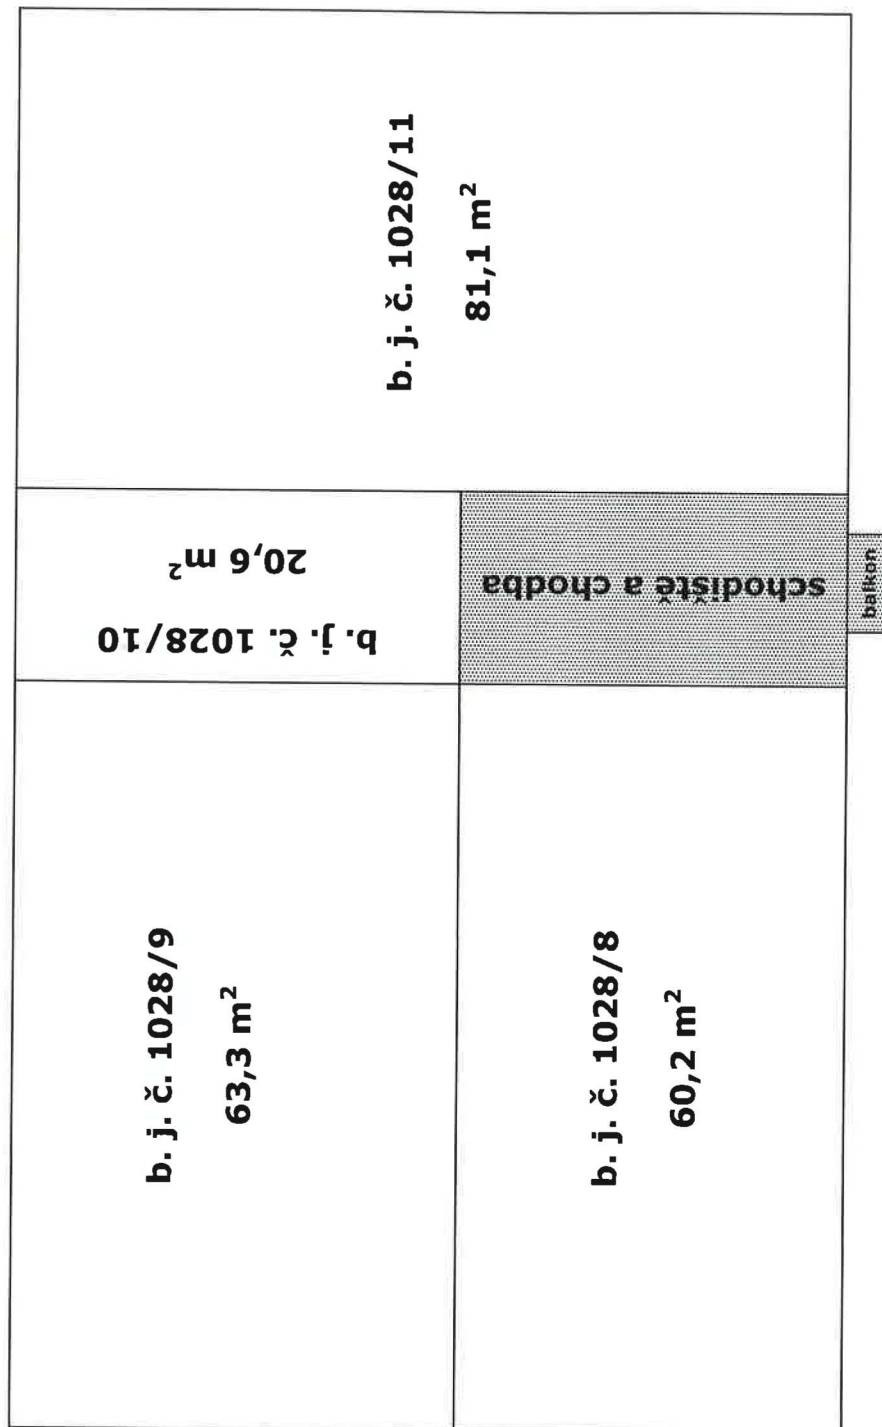 b. j. č. 1028/11
81,1 m²
b. j. č. 1028/10
20,6 m²
schodiště a chodba
balkon
b. j. č. 1028/9
63,3 m²
b. j. č. 1028/8
60,2 m²